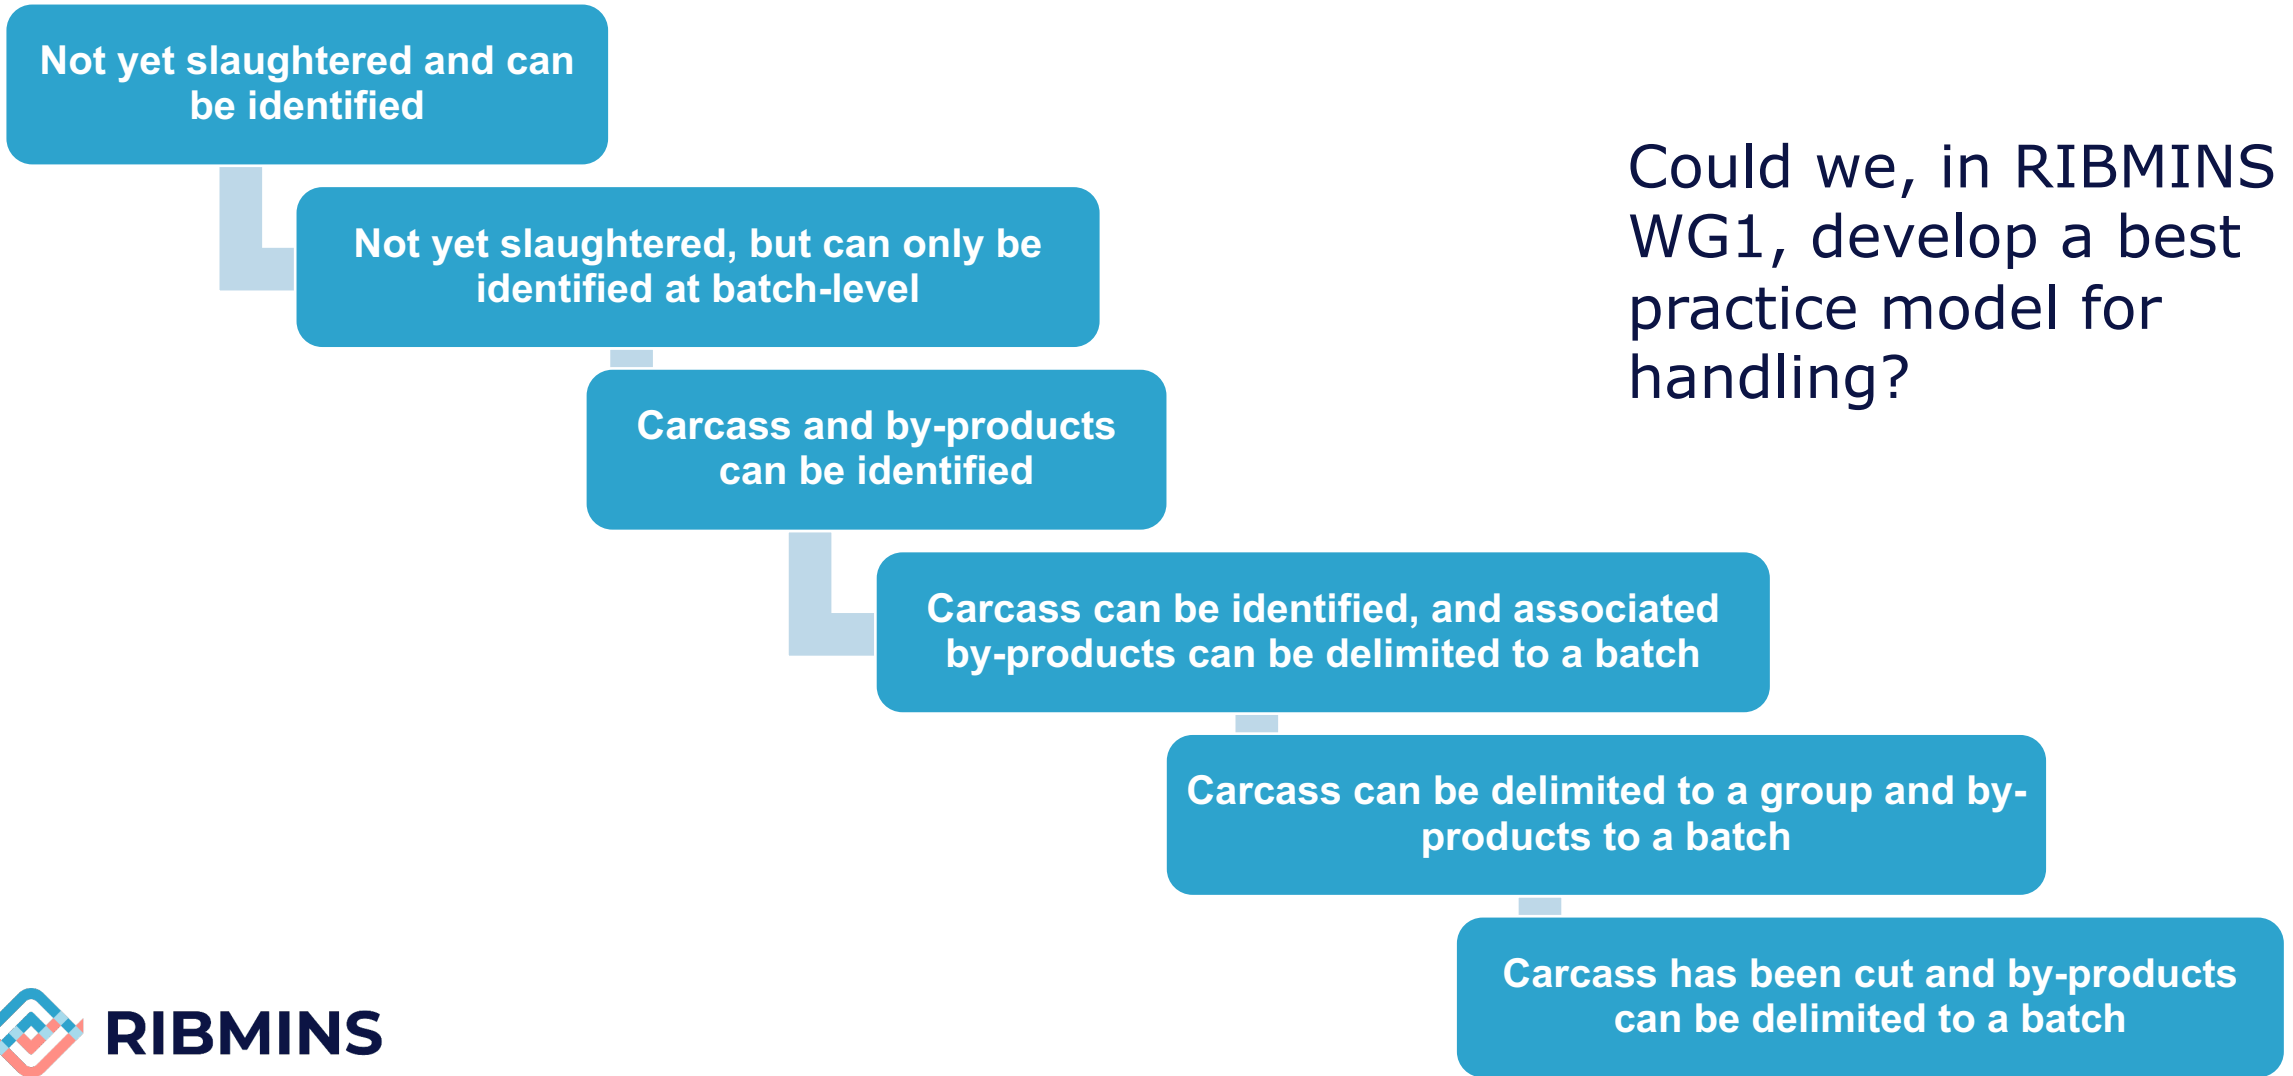 Not yet slaughtered and can
be identified
Not yet slaughtered, but can only be
identified at batch-level
Carcass and by-products
can be identified
Carcass can be identified, and associated
by-products can be delimited to a batch
Carcass can be delimited to a group and by-
products to a batch
Carcass has been cut and by-products
can be delimited to a batch
Could we, in RIBMINS
WG1, develop a best
practice model for
handling?
RIBMINS